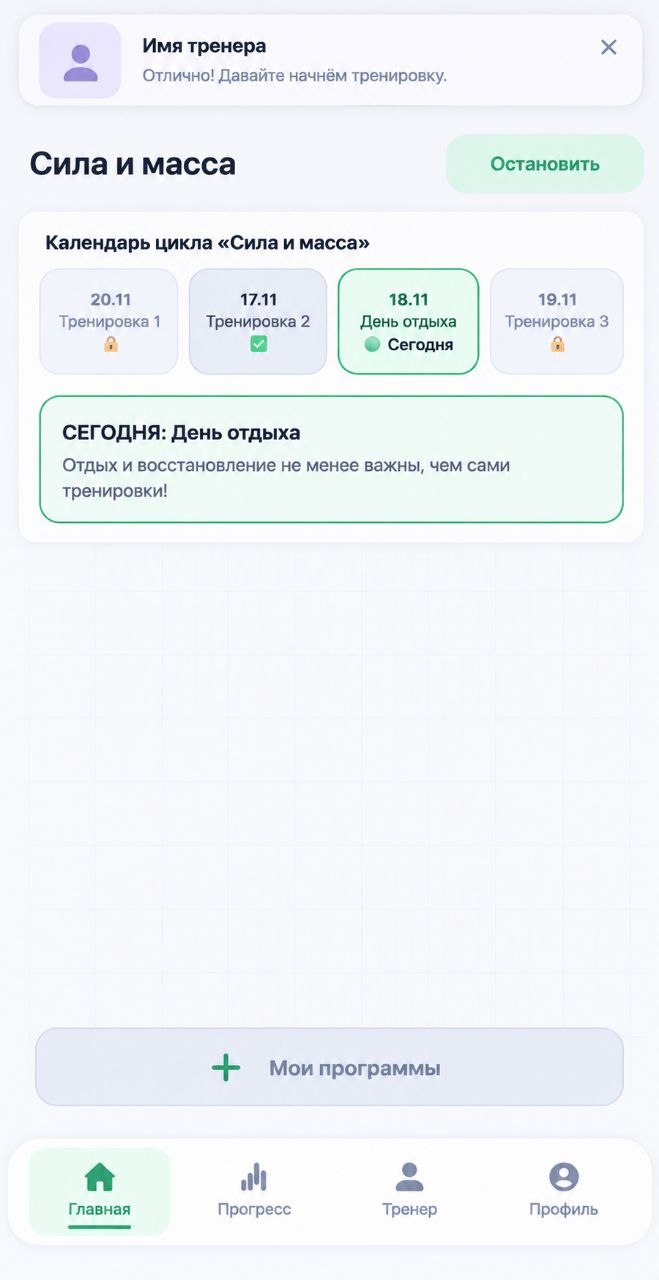 Имя тренера
Отлично! Давайте начнём тренировку.
Сила и масса
Остановить
Календарь цикла «Сила и масса»
20.11
Тренировка 1
17.11
Тренировка 2
18.11
День отдыха
Сегодня
19.11
Тренировка 3
СЕГОДНЯ: День отдыха
Отдых и восстановление не менее важны, чем сами
тренировки!
Мои программы
Главная
Прогресс
Тренер
Профиль